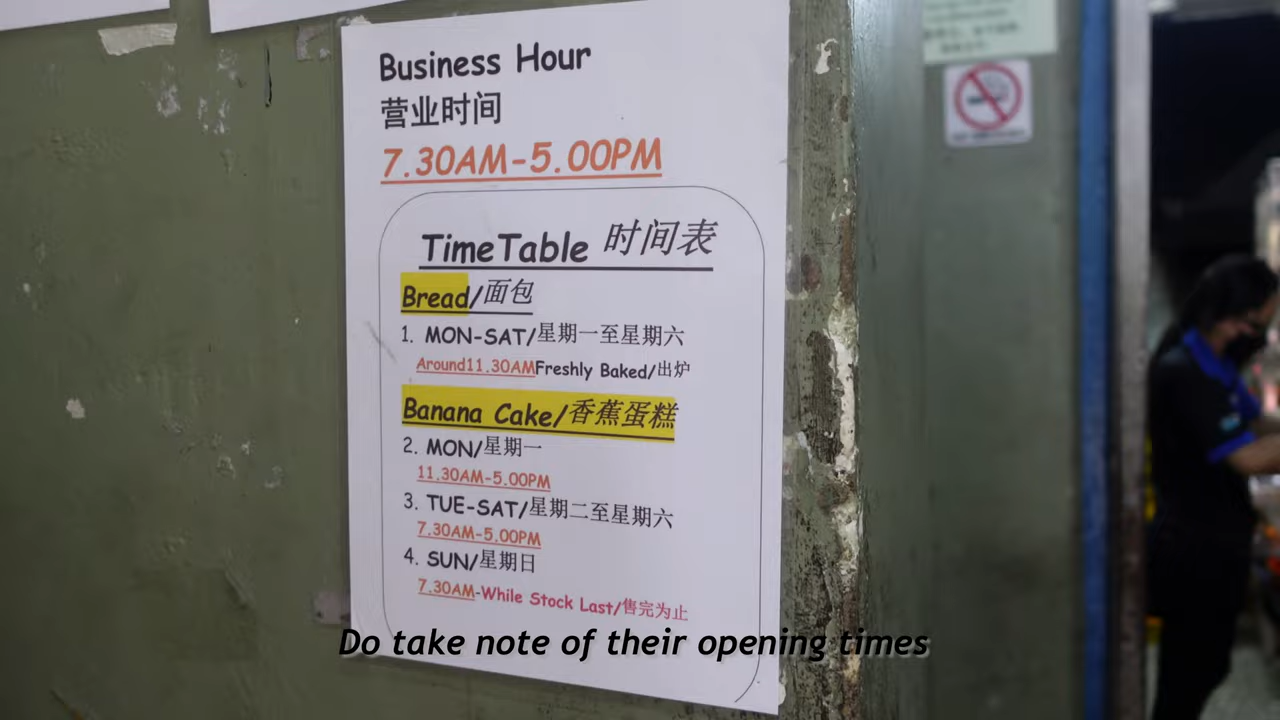 Business Hour
营业时间
7.30AM-5.00PM
TimeTable 时间表
Bread/面包
1. MON-SAT/星期一至星期六
Around11.30AMFreshly Baked/出炉
Banana Cake/香蕉蛋糕
2. MON/星期一
11.30AM-5.00PM
3. TUE-SAT/星期二至星期六
7.30AM-5.00PM
4. SUN/星期日
7.30AM-While Stock Last/售完为止
Do take note of their opening times